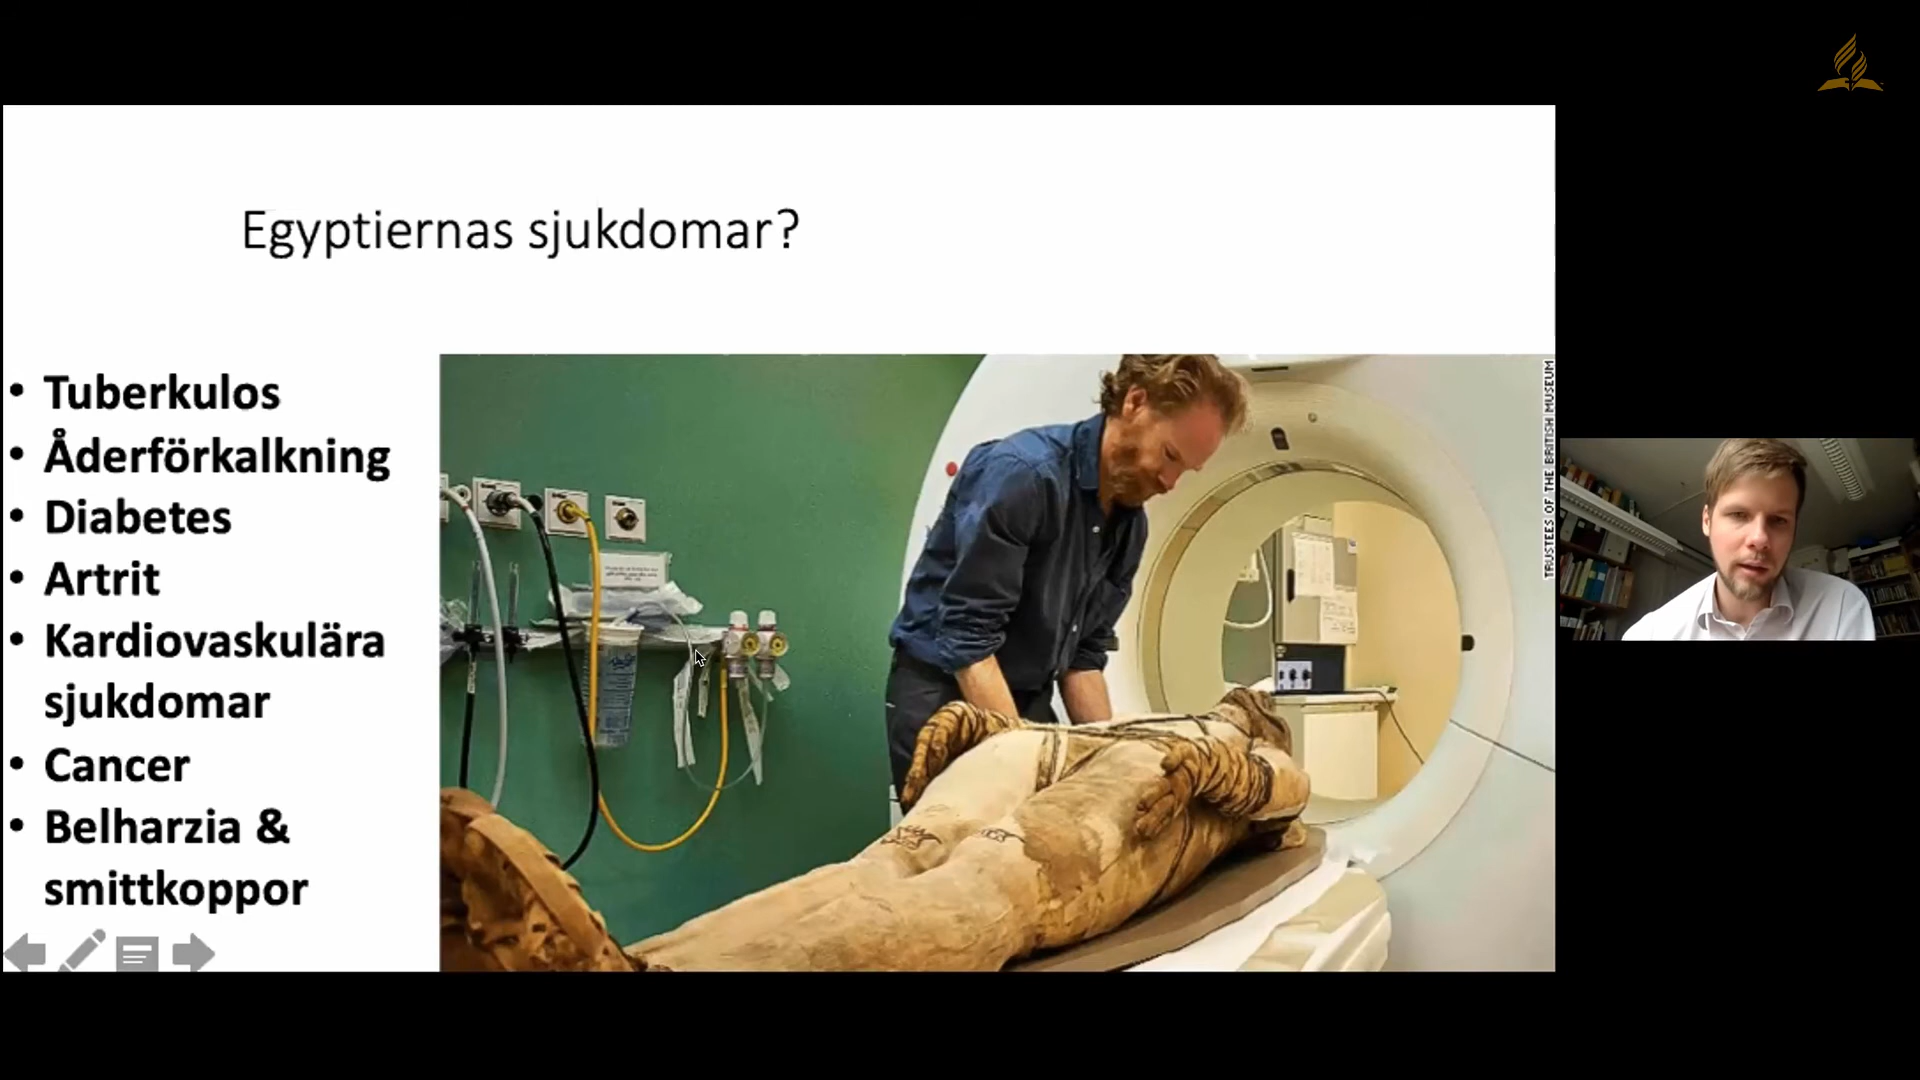 Egyptiernas sjukdomar?
• Tuberkulos
• Åderförkalkning
• Diabetes
• Artrit
• Kardiovaskulära
sjukdomar
• Cancer
• Belharzia &
smittkoppor
TRUSTEES OF THE BRITISH MUSEUM